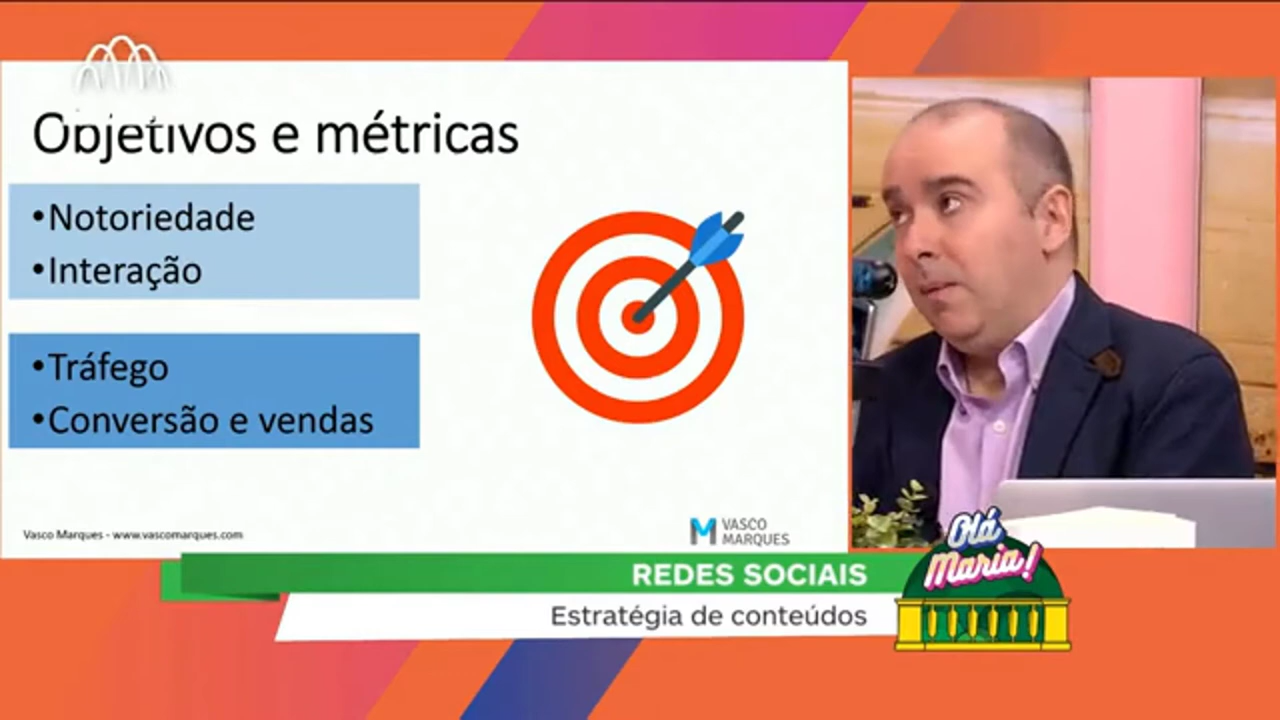 Objetivos e métricas
•Notoriedade
•Interação
•Tráfego
•Conversão e vendas
Vasco Marques - www.vascomarques.com
VASCO
MARQUES
REDES SOCIAIS
Estratégia de conteúdos
Olá
Maria!